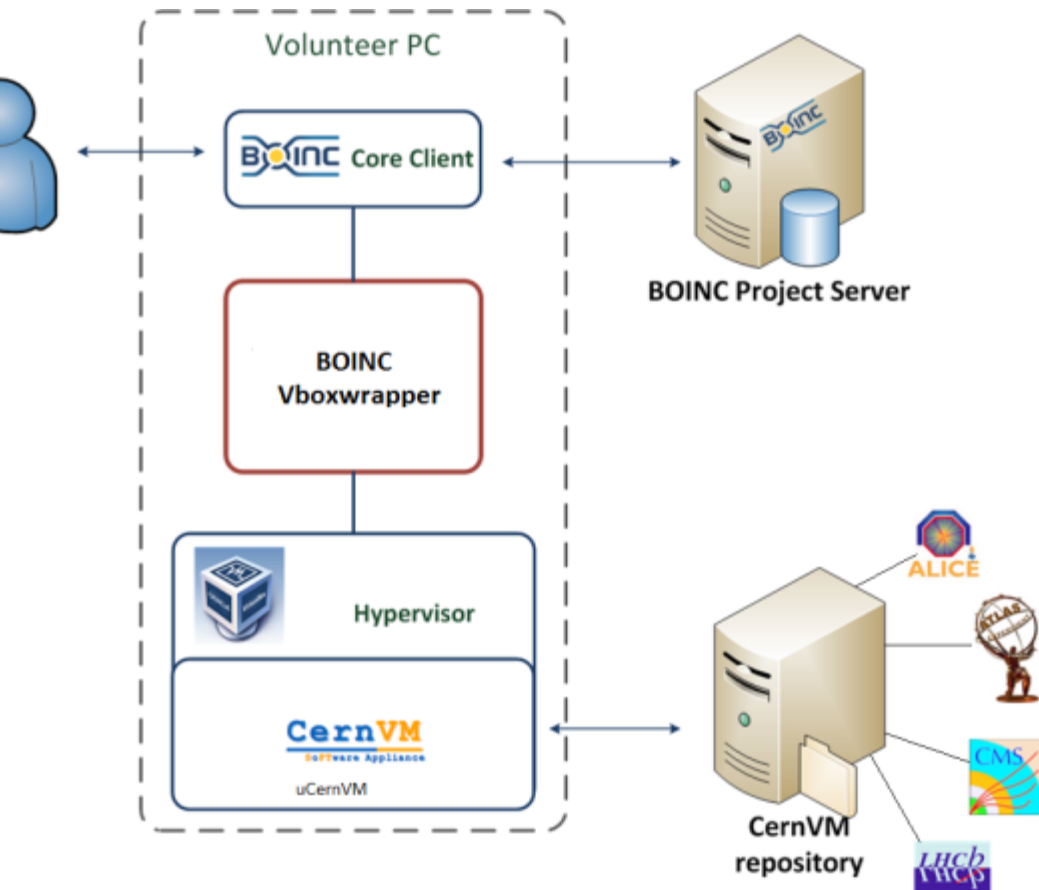 Volunteer PC
BOINC Core Client
BOINC
BOINC Project Server
BOINC
Vboxwrapper
Hypervisor
ALICE
ATLAS
CernVM
SoFTware Appliance
uCernVM
CMS
CernVM
repository
LHCb